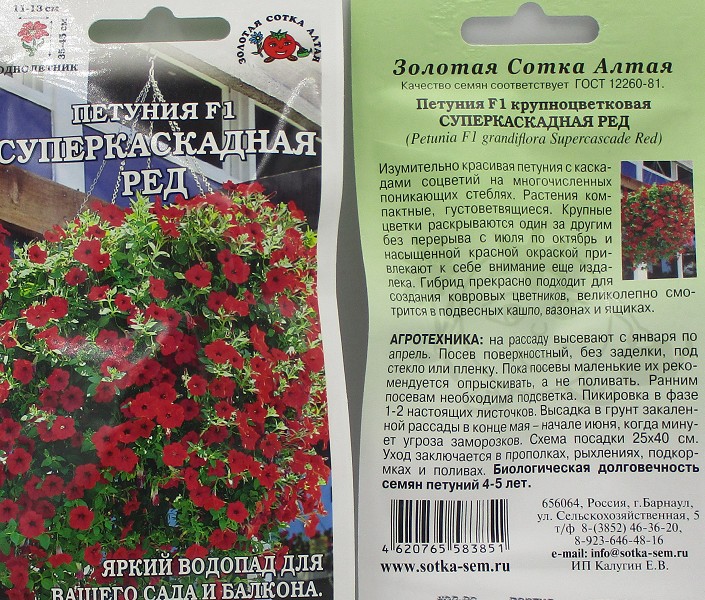 11-13 см
35-45 см
ОДНОЛЕТНИК
ЗОЛОТАЯ СОТКА АЛТАЯ
ПЕТУНИЯ F1
СУПЕРКАСКАДНАЯ
РЕД
ЯРКИЙ ВОДОПАД ДЛЯ
ВАШЕГО САДА И БАЛКОНА.
Золотая Сотка Алтая
Качество семян соответствует ГОСТ 12260-81.
Петуния F1 крупноцветковая
СУПЕРКАСКАДНАЯ РЕД
(Petunia F1 grandiflora Supercascade Red)
Изумительно красивая петуния с каска-
дами соцветий на многочисленных
поникающих стеблях. Растения ком-
пактные, густоветвящиеся. Крупные
цветки раскрываются один за другим
без перерыва с июля по октябрь и
насыщенной красной окраской при-
влекают к себе внимание еще изда-
лека. Гибрид прекрасно подходит для
создания ковровых цветников, великолепно смо-
трится в подвесных кашпо, вазонах и ящиках.
АГРОТЕХНИКА: на рассаду высевают с января по
апрель. Посев поверхностный, без заделки, под
стекло или пленку. Пока посевы маленькие их реко-
мендуется опрыскивать, а не поливать. Ранним
посевам необходима подсветка. Пикировка в фазе
1-2 настоящих листочков. Высадка в грунт закален-
ной рассады в конце мая – начале июня, когда мину-
ет угроза заморозков. Схема посадки 25х40 см.
Уход заключается в прополках, рыхлениях, подкор-
мках и поливах. Биологическая долговечность
семян петуний 4-5 лет.
4 620765 583851
www.sotka-sem.ru
656064, Россия, г.Барнаул,
ул. Сельскохозяйственная, 5
т/ф 8-(3852) 46-36-20,
8-923-646-48-16
e-mail: info@sotka-sem.ru
ИП Калугин Е.В.